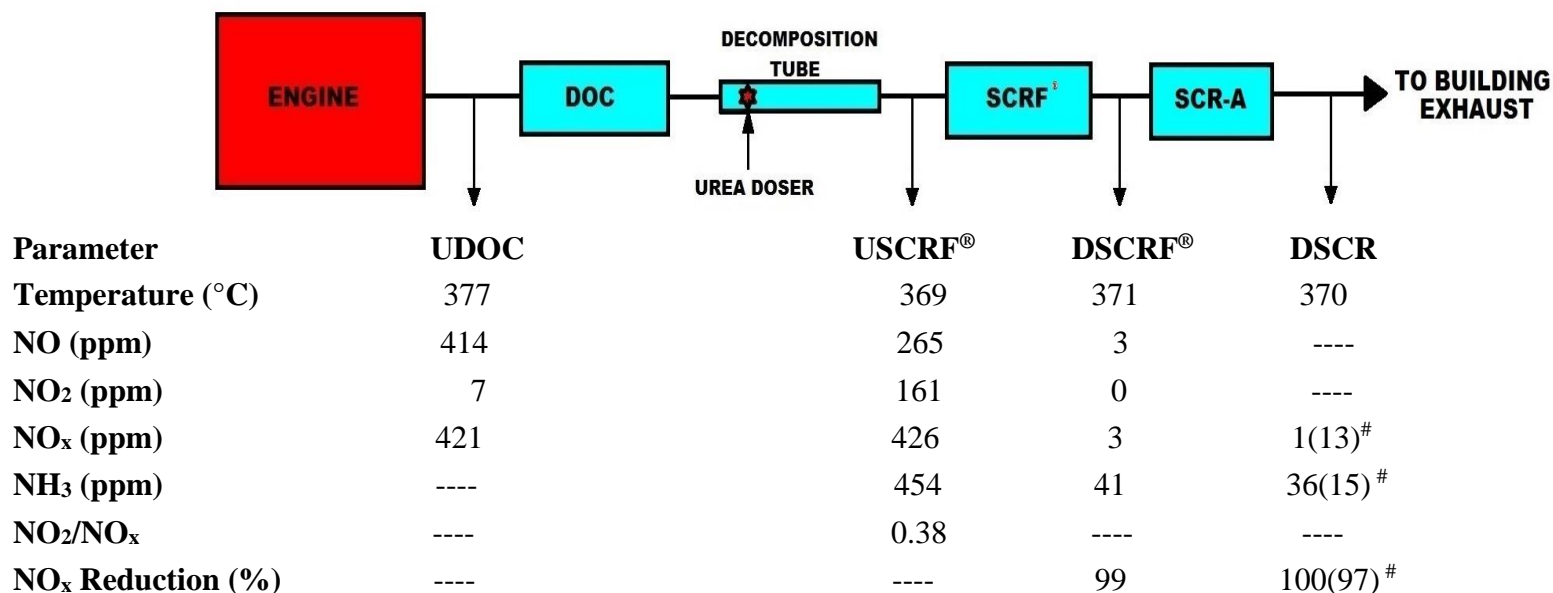 DECOMPOSITION
TUBE
ENGINE
DOC
SCRF
SCR-A
TO BUILDING
EXHAUST
UREA DOSER
Parameter UDOC USCRF® DSCRF® DSCR
Temperature (°C) 377 369 371 370
NO (ppm) 414 265 3 ----
NO₂ (ppm) 7 161 0 ----
NOₓ (ppm) 421 426 3 1(13)#
NH₃ (ppm) ---- 454 41 36(15) #
NO₂/NOₓ ---- 0.38 ---- ----
NOₓ Reduction (%) ---- ---- 99 100(97) #